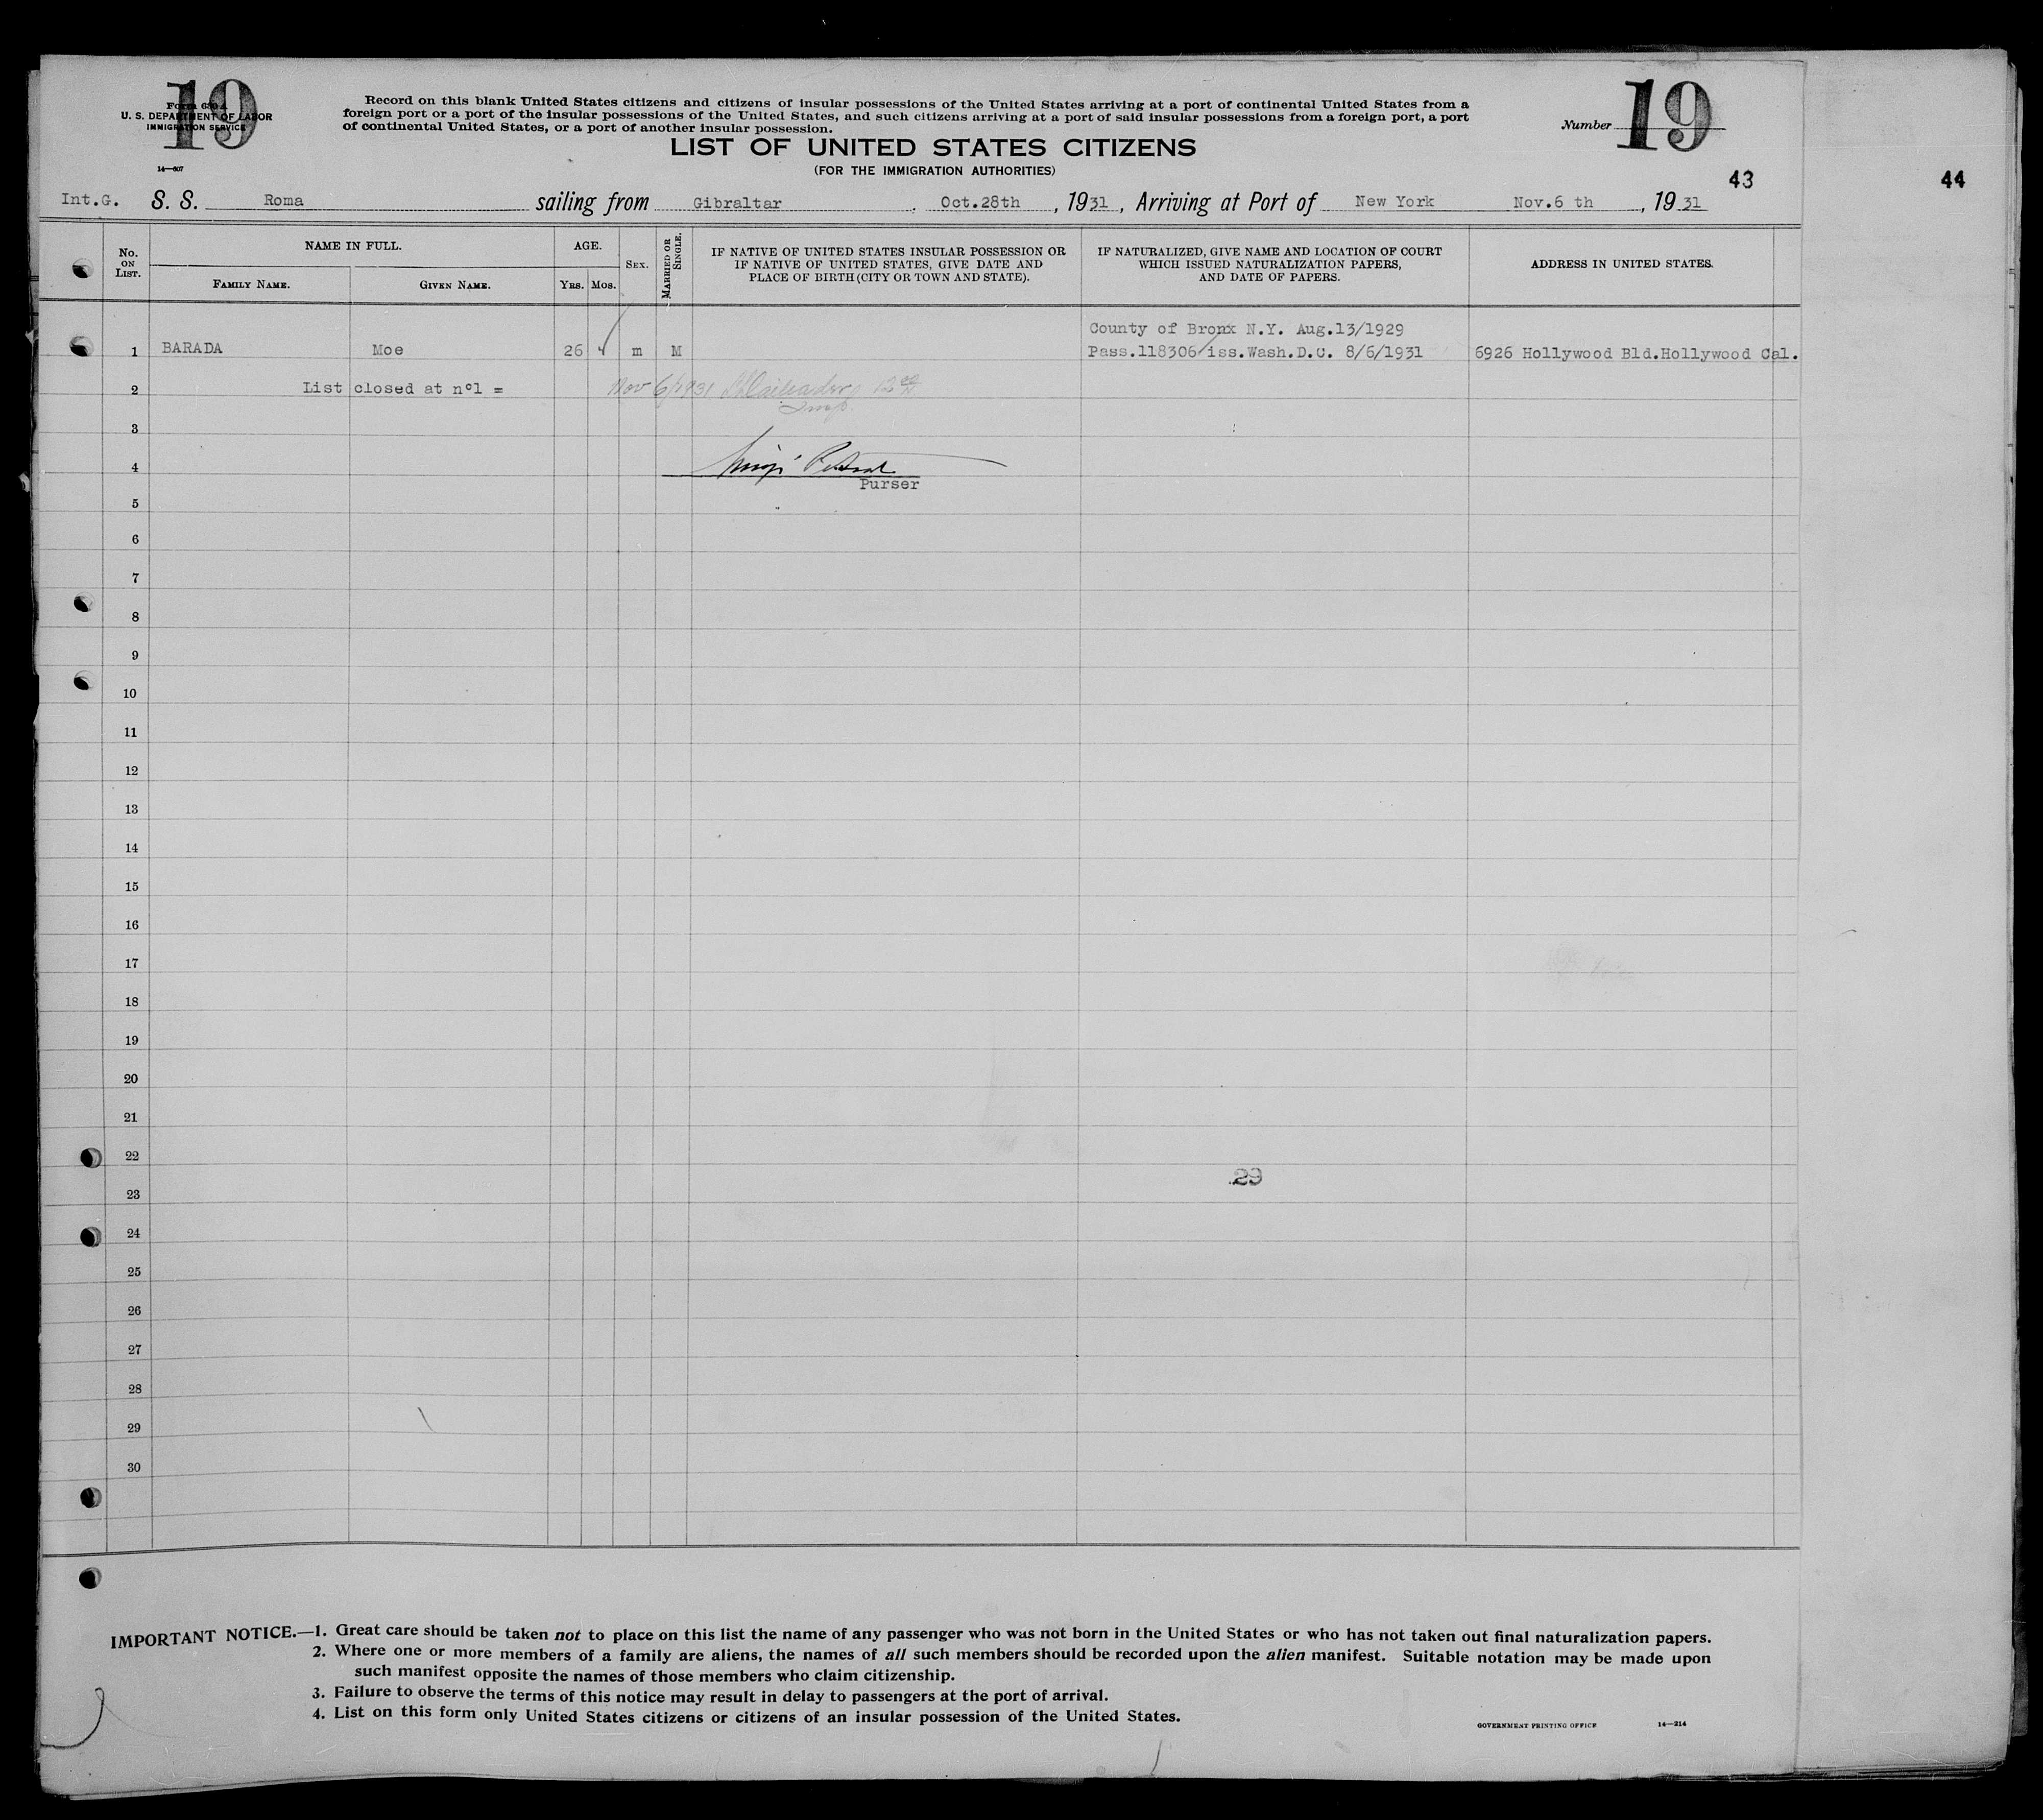 19
Form 630 A
U. S. DEPARTMENT OF LABOR
IMMIGRATION SERVICE
14—607
Record on this blank United States citizens and citizens of insular possessions of the United States arriving at a port of continental United States from a
foreign port or a port of the insular possessions of the United States, and such citizens arriving at a port of said insular possessions from a foreign port, a port
of continental United States, or a port of another insular possession.
Number 19
LIST OF UNITED STATES CITIZENS
(FOR THE IMMIGRATION AUTHORITIES)
43
44
Int.G. S. S. Roma sailing from Gibraltar Oct.28th , 1931 , Arriving at Port of New York Nov.6 th , 1931
No. ON LIST.
NAME IN FULL.
FAMILY NAME.
GIVEN NAME.
AGE.
YRS. MOS.
SEX.
MARRIED OR SINGLE.
IF NATIVE OF UNITED STATES INSULAR POSSESSION OR
IF NATIVE OF UNITED STATES, GIVE DATE AND
PLACE OF BIRTH (CITY OR TOWN AND STATE).
IF NATURALIZED, GIVE NAME AND LOCATION OF COURT
WHICH ISSUED NATURALIZATION PAPERS,
AND DATE OF PAPERS.
ADDRESS IN UNITED STATES.
County of Bronx N.Y. Aug.13/1929
1 BARADA Moe 26 m M Pass.118306/iss.Wash.D.C. 8/6/1931 6926 Hollywood Bld.Hollywood Cal.
2 List closed at nº1 = Nov 6/1931
3
4
Purser
5
6
7
8
9
10
11
12
13
14
15
16
17
18
19
20
21
22
29
23
24
25
26
27
28
29
30
IMPORTANT NOTICE.—1. Great care should be taken not to place on this list the name of any passenger who was not born in the United States or who has not taken out final naturalization papers.
2. Where one or more members of a family are aliens, the names of all such members should be recorded upon the alien manifest. Suitable notation may be made upon
such manifest opposite the names of those members who claim citizenship.
3. Failure to observe the terms of this notice may result in delay to passengers at the port of arrival.
4. List on this form only United States citizens or citizens of an insular possession of the United States.
GOVERNMENT PRINTING OFFICE 14—214